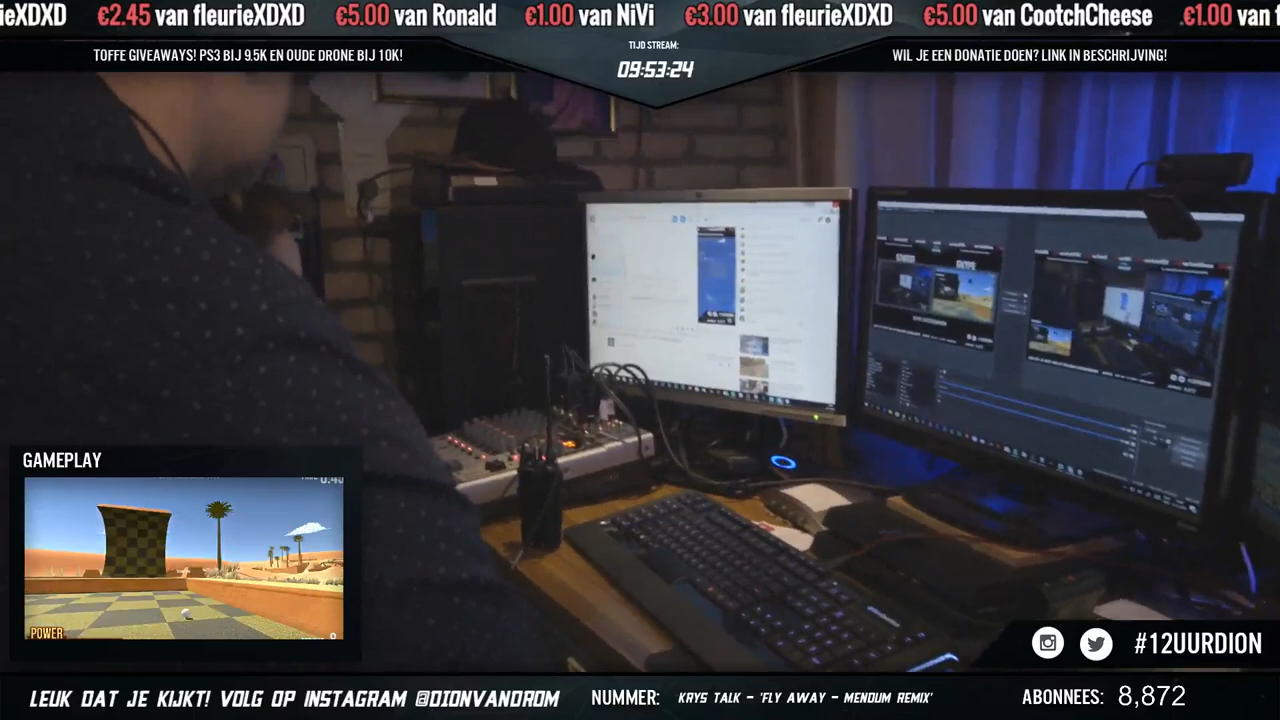 ieXDXD €2.45 van fleurieXDXD €5.00 van Ronald €1.00 van NiVi €3.00 van fleurieXDXD €5.00 van CootchCheese €1.00 van
TOFFE GIVEAWAYS! PS3 BIJ 9.5K EN OUDE DRONE BIJ 10K!
TIJD STREAM:
09:53:24
WIL JE EEN DONATIE DOEN? LINK IN BESCHRIJVING!
GAMEPLAY
POWER
#12UURDION
LEUK DAT JE KIJKT! VOLG OP INSTAGRAM @DIONVANDROM
NUMMER: KRYS TALK - 'FLY AWAY - MENDUM REMIX'
ABONNEES: 8,872